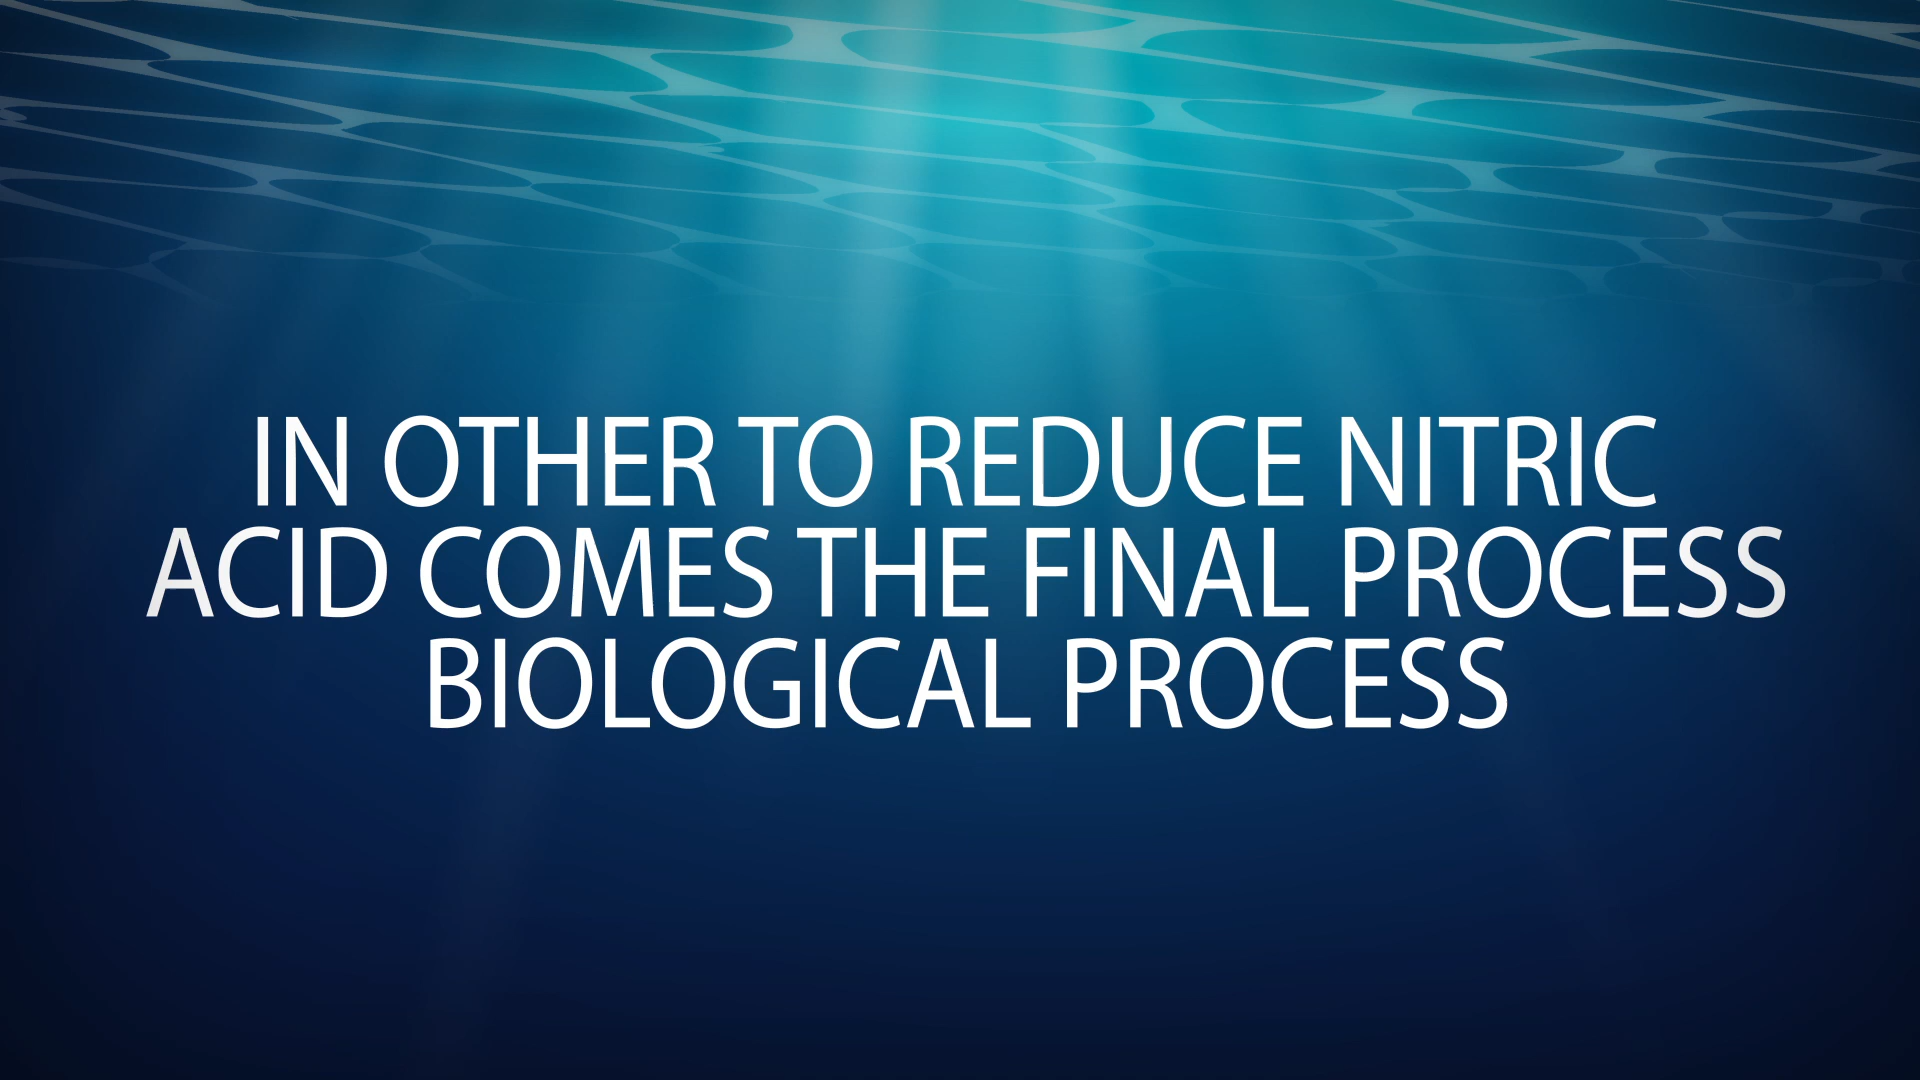 IN OTHER TO REDUCE NITRIC
ACID COMES THE FINAL PROCESS
BIOLOGICAL PROCESS